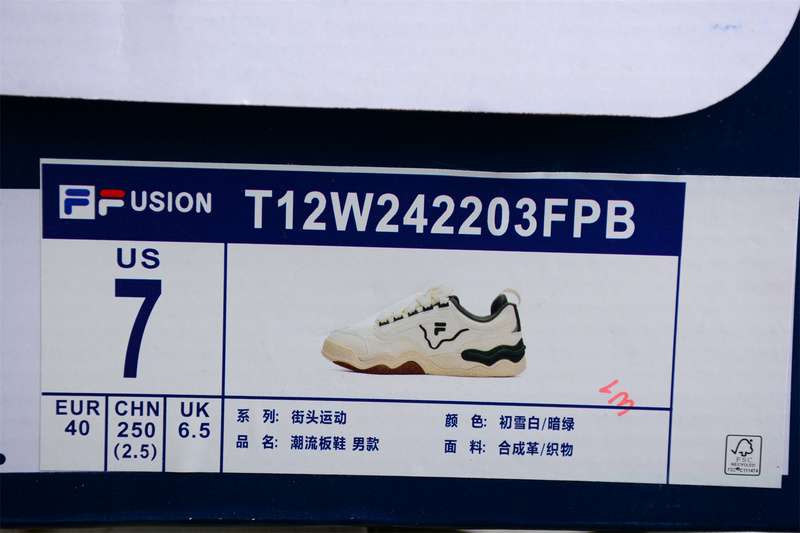 F FUSION T12W242203FPB
US
7
EUR
40
CHN
250
(2.5)
UK
6.5
系 列: 街头运动
品 名: 潮流板鞋 男款
颜 色: 初雪白/暗绿
面 料: 合成革/织物
FSC
RECYCLED